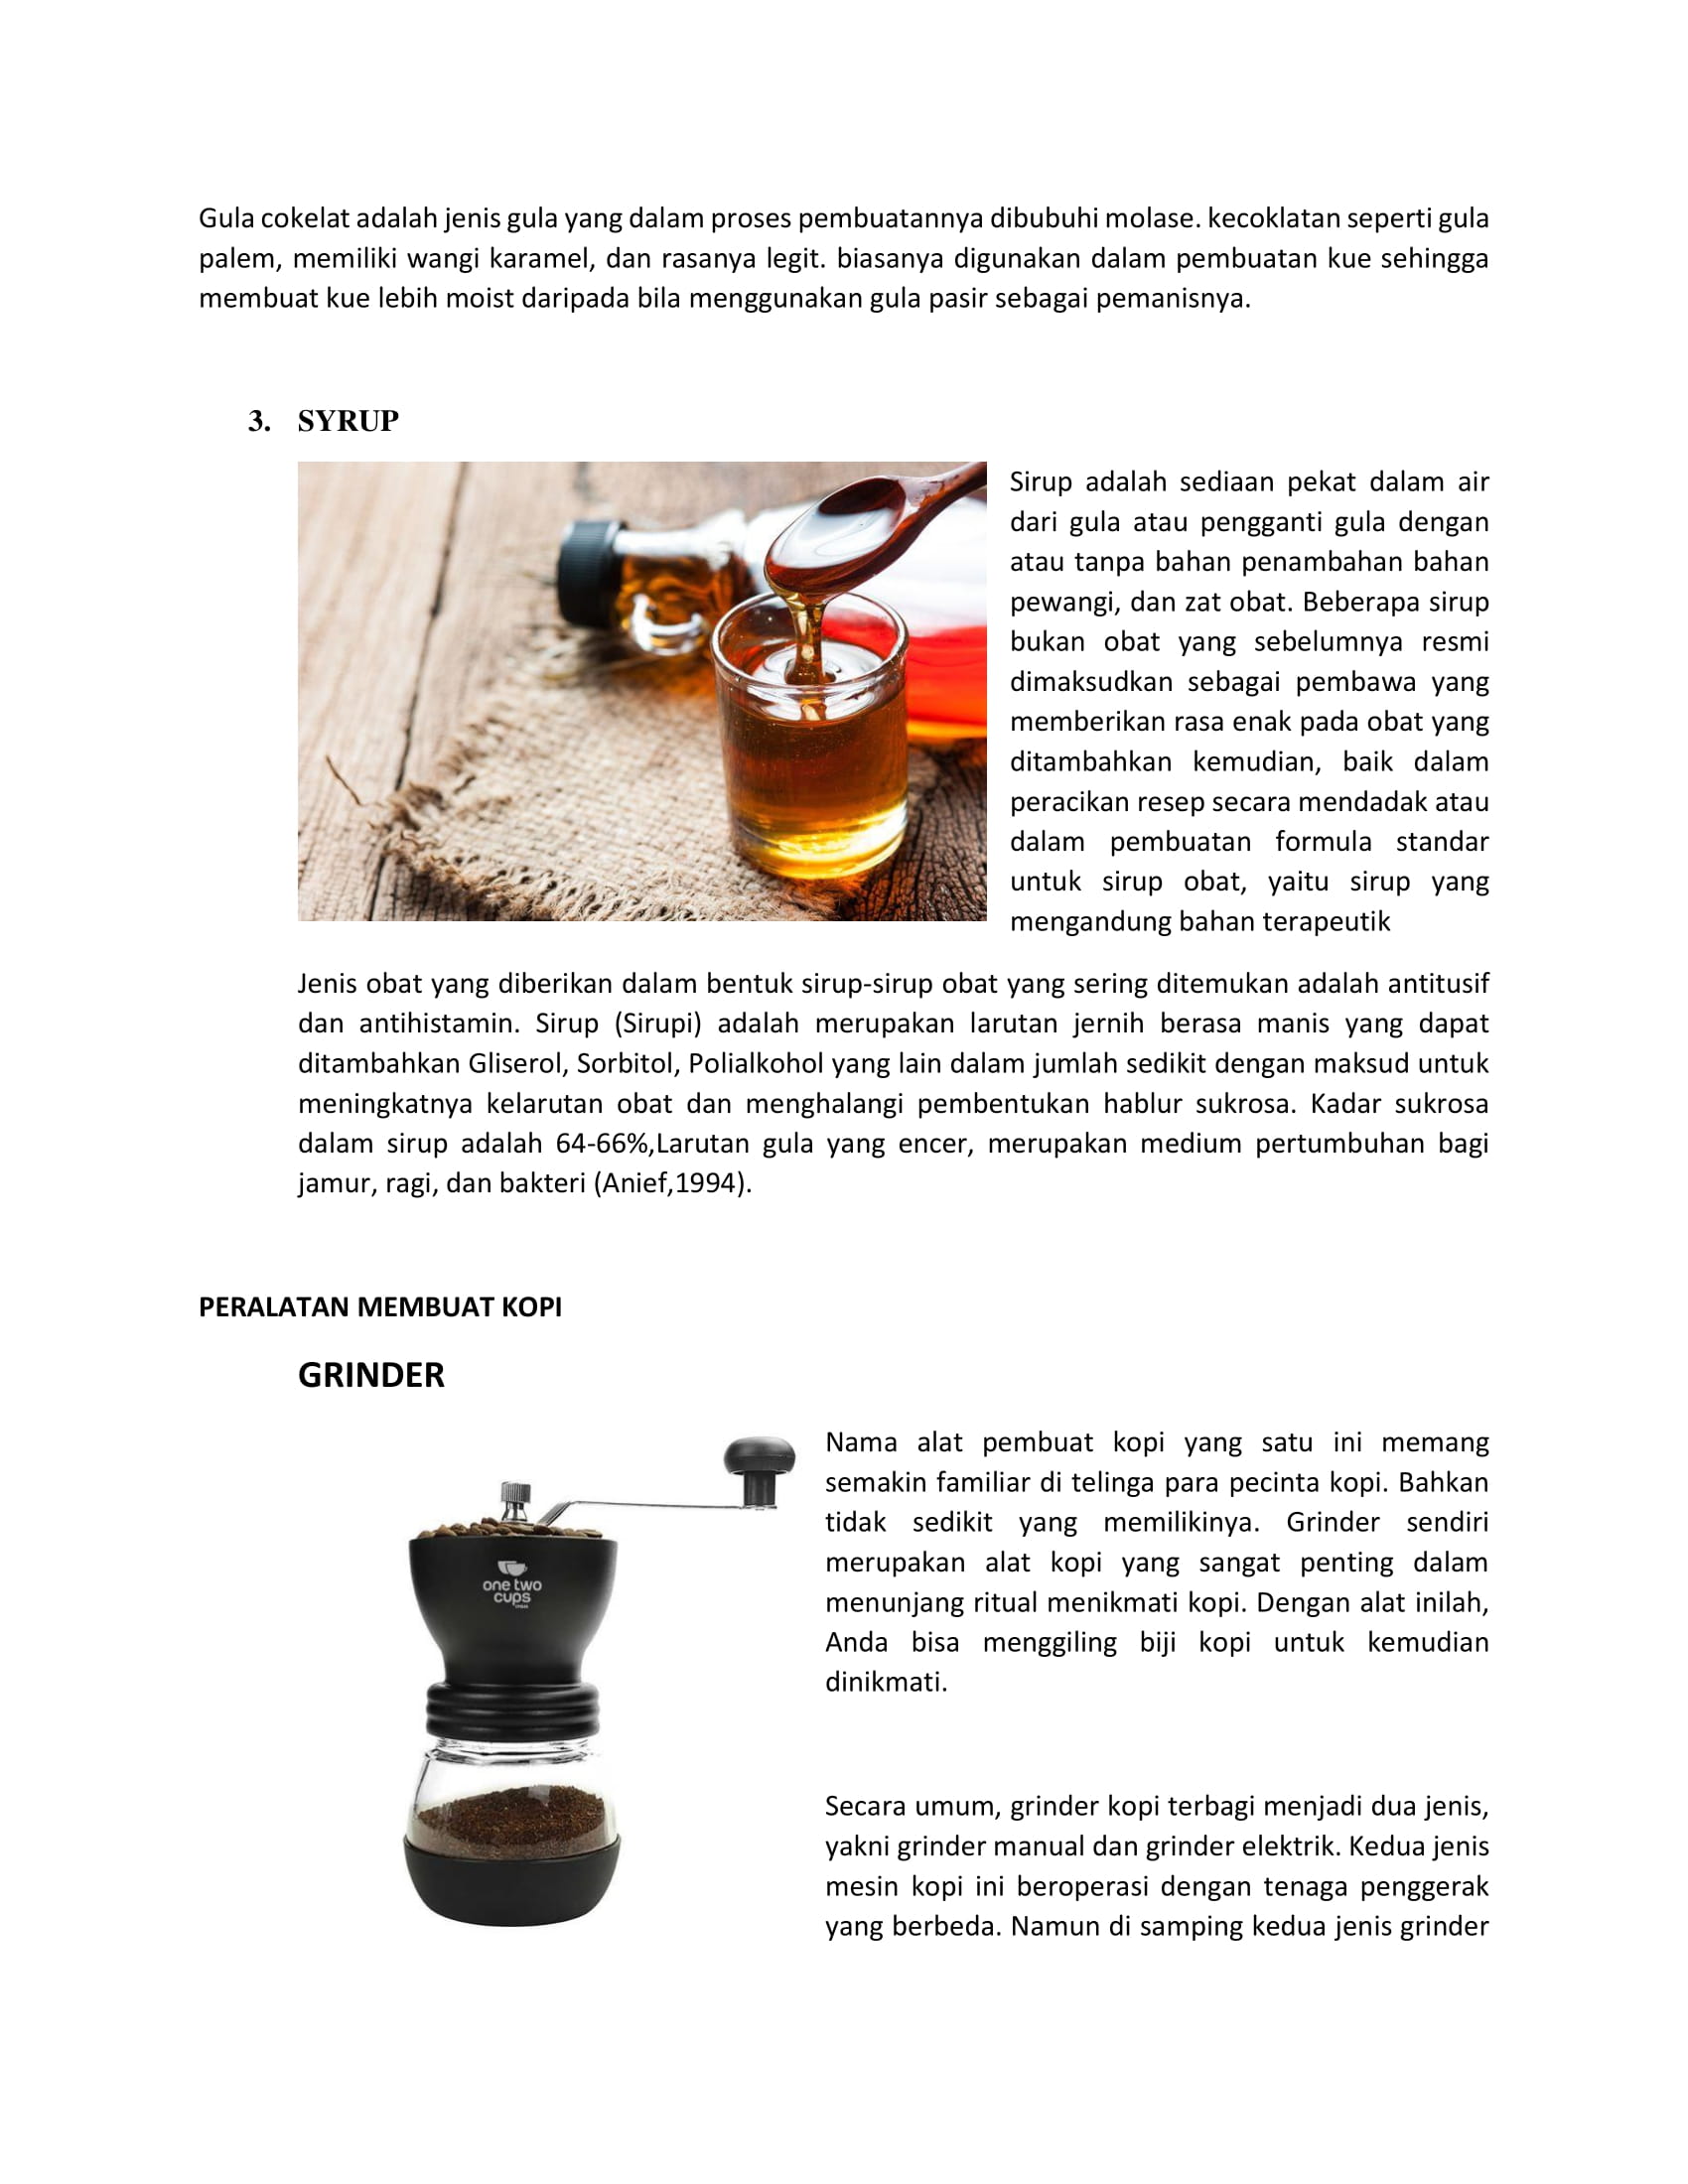 Gula cokelat adalah jenis gula yang dalam proses pembuatannya dibubuhi molase. kecoklatan seperti gula
palem, memiliki wangi karamel, dan rasanya legit. biasanya digunakan dalam pembuatan kue sehingga
membuat kue lebih moist daripada bila menggunakan gula pasir sebagai pemanisnya.
3. SYRUP
Sirup adalah sediaan pekat dalam air
dari gula atau pengganti gula dengan
atau tanpa bahan penambahan bahan
pewangi, dan zat obat. Beberapa sirup
bukan obat yang sebelumnya resmi
dimaksudkan sebagai pembawa yang
memberikan rasa enak pada obat yang
ditambahkan kemudian, baik dalam
peracikan resep secara mendadak atau
dalam pembuatan formula standar
untuk sirup obat, yaitu sirup yang
mengandung bahan terapeutik
Jenis obat yang diberikan dalam bentuk sirup-sirup obat yang sering ditemukan adalah antitusif
dan antihistamin. Sirup (Sirupi) adalah merupakan larutan jernih berasa manis yang dapat
ditambahkan Gliserol, Sorbitol, Polialkohol yang lain dalam jumlah sedikit dengan maksud untuk
meningkatnya kelarutan obat dan menghalangi pembentukan hablur sukrosa. Kadar sukrosa
dalam sirup adalah 64-66%,Larutan gula yang encer, merupakan medium pertumbuhan bagi
jamur, ragi, dan bakteri (Anief,1994).
PERALATAN MEMBUAT KOPI
GRINDER
one two
cups
Nama alat pembuat kopi yang satu ini memang
semakin familiar di telinga para pecinta kopi. Bahkan
tidak sedikit yang memilikinya. Grinder sendiri
merupakan alat kopi yang sangat penting dalam
menunjang ritual menikmati kopi. Dengan alat inilah,
Anda bisa menggiling biji kopi untuk kemudian
dinikmati.
Secara umum, grinder kopi terbagi menjadi dua jenis,
yakni grinder manual dan grinder elektrik. Kedua jenis
mesin kopi ini beroperasi dengan tenaga penggerak
yang berbeda. Namun di samping kedua jenis grinder